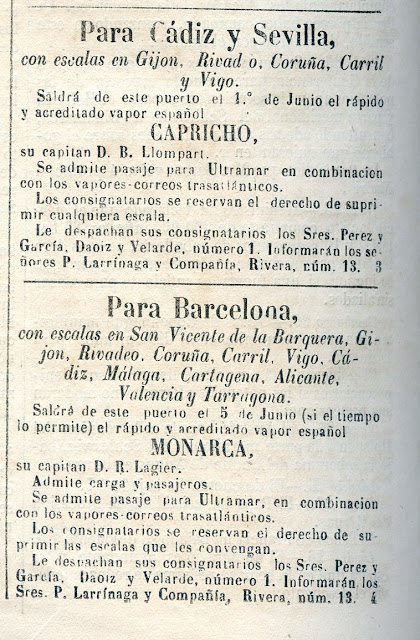 Para Cádiz y Sevilla,
con escalas en Gijon, Rivad o, Coruña, Carril
y Vigo.
Saldrá de este puerto el 1.° de Junio el rápido
y acreditado vapor español
CAPRICHO,
su capitan D. B. Llompart.
Se admite pasaje para Ultramar en combinacion
con los vapores-correos trasatlánticos.
Los consignatarios se reservan el derecho de supri-
mir cualquiera escala.
Le despachan sus consignatarios los Sres. Perez y
García, Daoiz y Velarde, número 1. Informarán los se-
ñores P. Larrínaga y Compañía, Rivera, núm. 13. 3
Para Barcelona,
con escalas en San Vicente de la Barquera, Gi-
jon, Rivadeo, Coruña, Carril, Vigo, Cá-
diz, Málaga, Cartagena, Alicante,
Valencia y Tarragona.
Saldrá de este puerto el 5 de Junio (si el tiempo
lo permite) el rápido y acreditado vapor español
MONARCA,
su capitan D. R. Lagier.
Admite carga y pasajeros.
Se admite pasaje para Ultramar, en combinacion
con los vapores-correos trasatlánticos.
Los consignatarios se reservan el derecho de su-
primir las escalas que les convengan.
Le despachan sus consignatarios los Sres. Perez y
García, Daoiz y Velarde, número 1. Informarán los
Sres. P. Larrínaga y Compañía, Rivera, núm. 13. 4